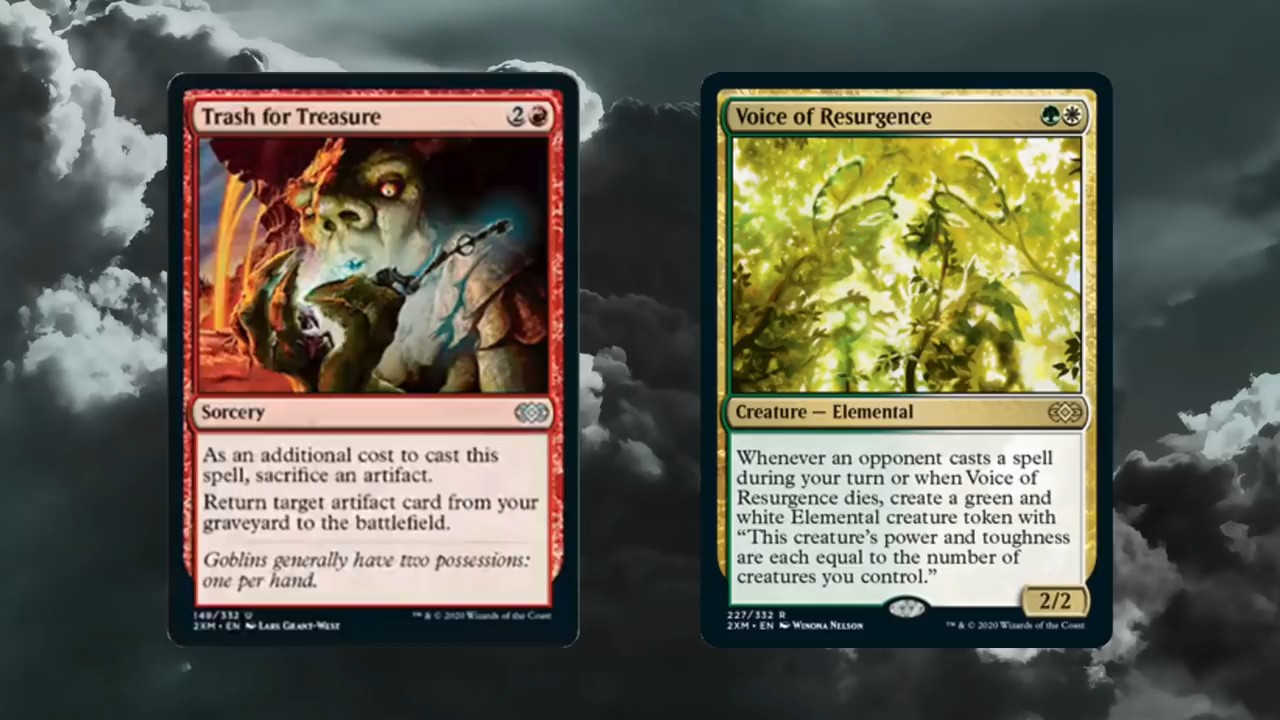 Trash for Treasure 2
Sorcery
As an additional cost to cast this
spell, sacrifice an artifact.
Return target artifact card from your
graveyard to the battlefield.
Goblins generally have two possessions:
one per hand.
149/332 U
2XM • EN Lars Grant-West
™ & © 2020 Wizards of the Coast
Voice of Resurgence
Creature — Elemental
Whenever an opponent casts a spell
during your turn or when Voice of
Resurgence dies, create a green and
white Elemental creature token with
“This creature’s power and toughness
are each equal to the number of
creatures you control.”
2/2
227/332 R
2XM • EN Winona Nelson
™ & © 2020 Wizards of the Coast